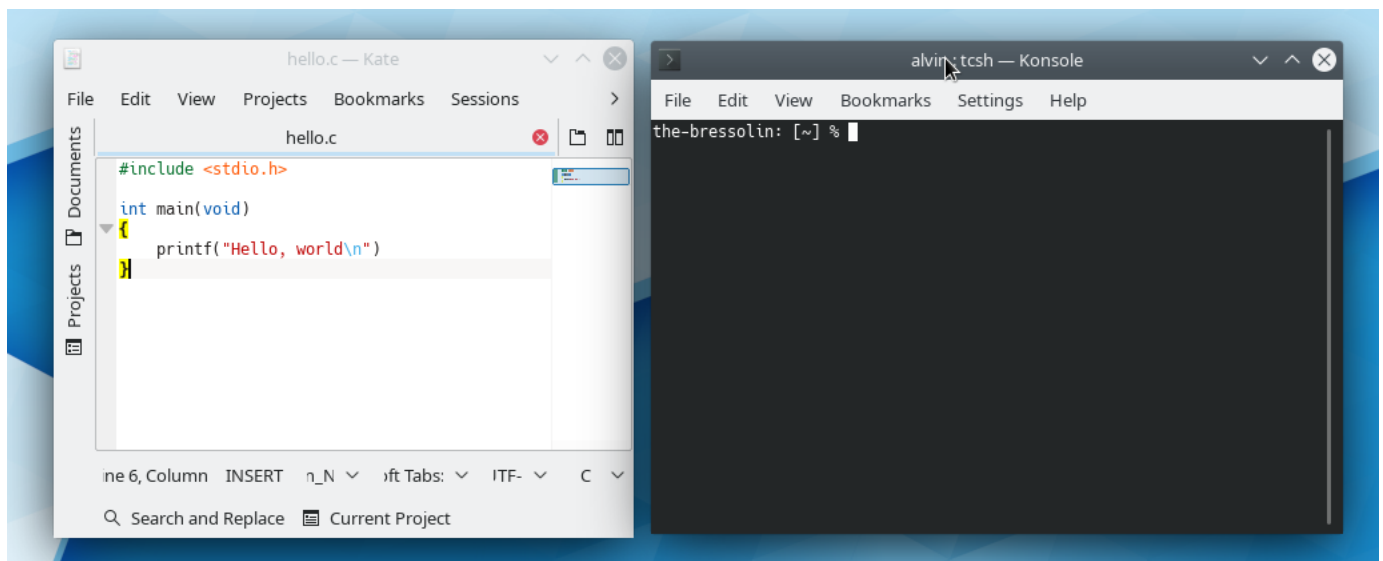 hello.c — Kate
File Edit View Projects Bookmarks Sessions
Documents
Projects
hello.c
#include <stdio.h>
int main(void)
{
printf("Hello, world\n")
}
ine 6, Column INSERT n_N oft Tabs: UTF- C
Search and Replace Current Project
tcsh — Konsole
File Edit View Bookmarks Settings Help
the-bressolin: [~] %